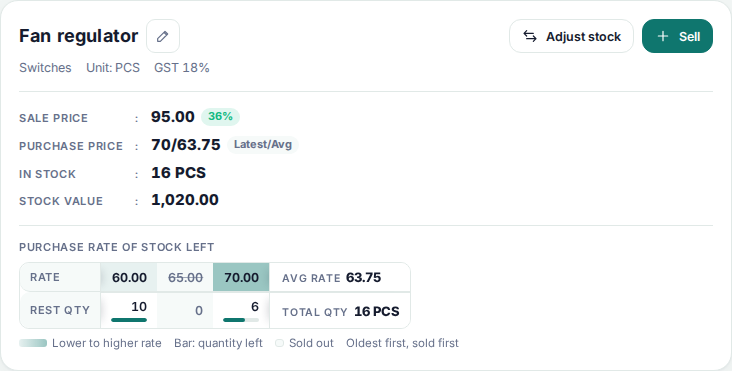 Fan regulator
Adjust stock
Sell
Switches Unit: PCS GST 18%
SALE PRICE : 95.00 36%
PURCHASE PRICE : 70/63.75 Latest/Avg
IN STOCK : 16 PCS
STOCK VALUE : 1,020.00
PURCHASE RATE OF STOCK LEFT
RATE 60.00 65.00 70.00 AVG RATE 63.75
REST QTY 10 0 6 TOTAL QTY 16 PCS
Lower to higher rate Bar: quantity left Sold out Oldest first, sold first